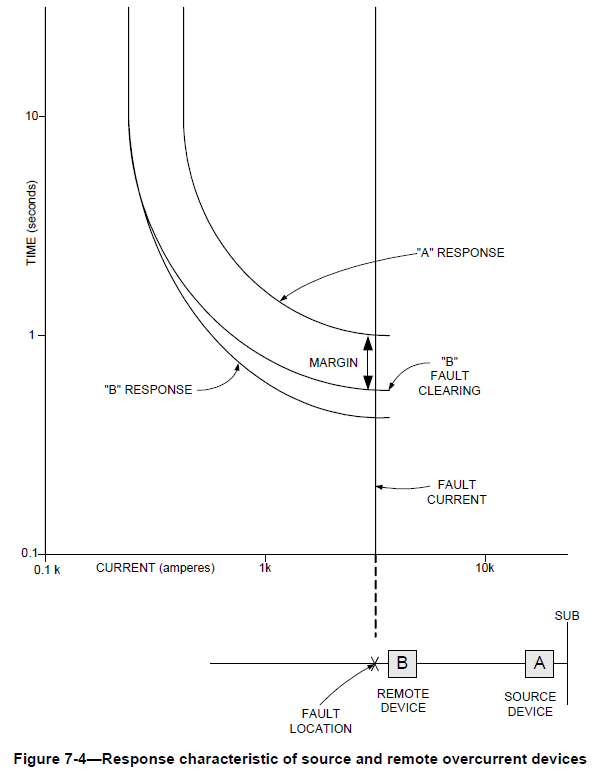 10
TIME (seconds)
"A" RESPONSE
1
MARGIN
"B"
FAULT
CLEARING
"B" RESPONSE
FAULT
CURRENT
0.1
0.1 k
CURRENT (amperes)
1k
10k
SUB
B
A
REMOTE
DEVICE
SOURCE
DEVICE
FAULT
LOCATION
Figure 7-4—Response characteristic of source and remote overcurrent devices